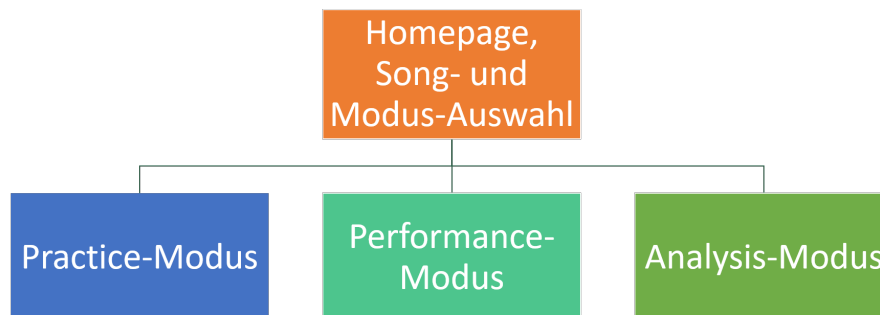 Homepage,
Song- und
Modus-Auswahl
Practice-Modus
Performance-
Modus
Analysis-Modus